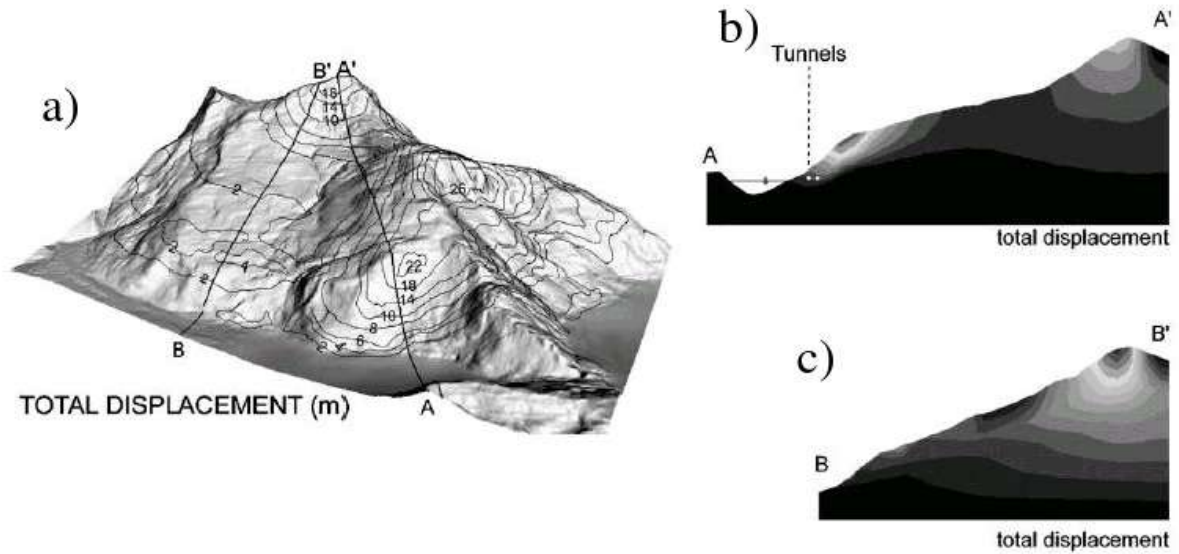 a)
B' A'
18
14
10
2
26
2
4
2
22
18
14
10
8
6
4
2
B
A
TOTAL DISPLACEMENT (m)
b)
A'
Tunnels
A
total displacement
c)
B'
B
total displacement